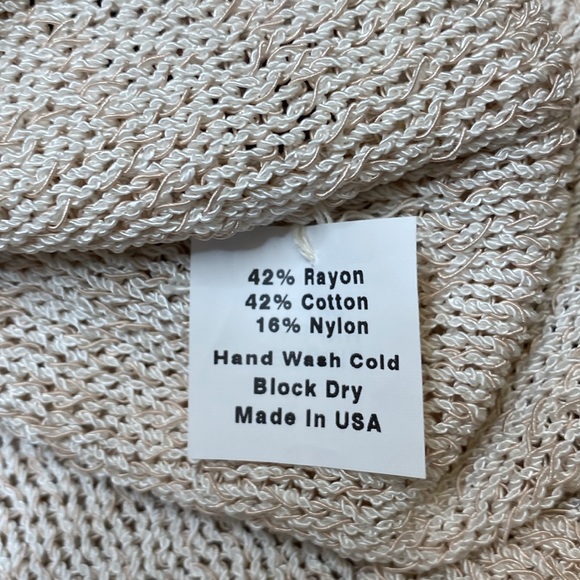 42% Rayon
42% Cotton
16% Nylon
Hand Wash Cold
Block Dry
Made In USA